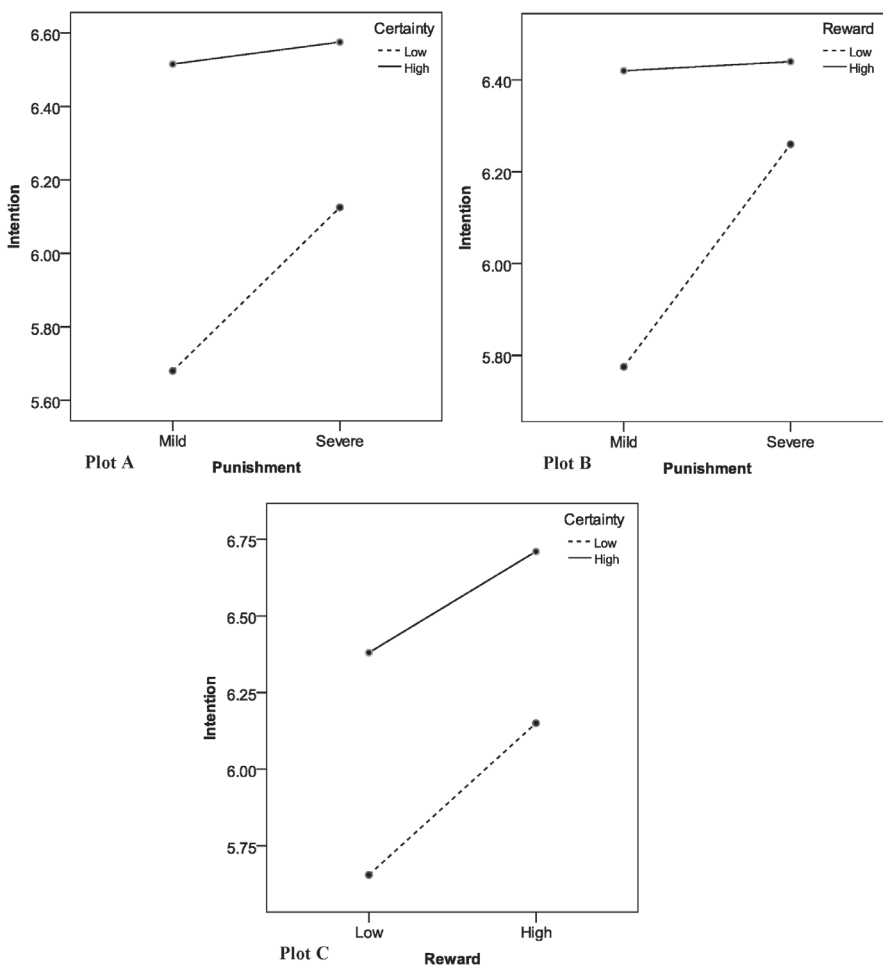 Certainty
Low
High
6.60
6.40
6.20
6.00
5.80
5.60
Intention
Mild
Severe
Plot A
Punishment
Reward
Low
High
6.40
6.20
6.00
5.80
Intention
Mild
Severe
Plot B
Punishment
Certainty
Low
High
6.75
6.50
6.25
6.00
5.75
Intention
Low
High
Plot C
Reward